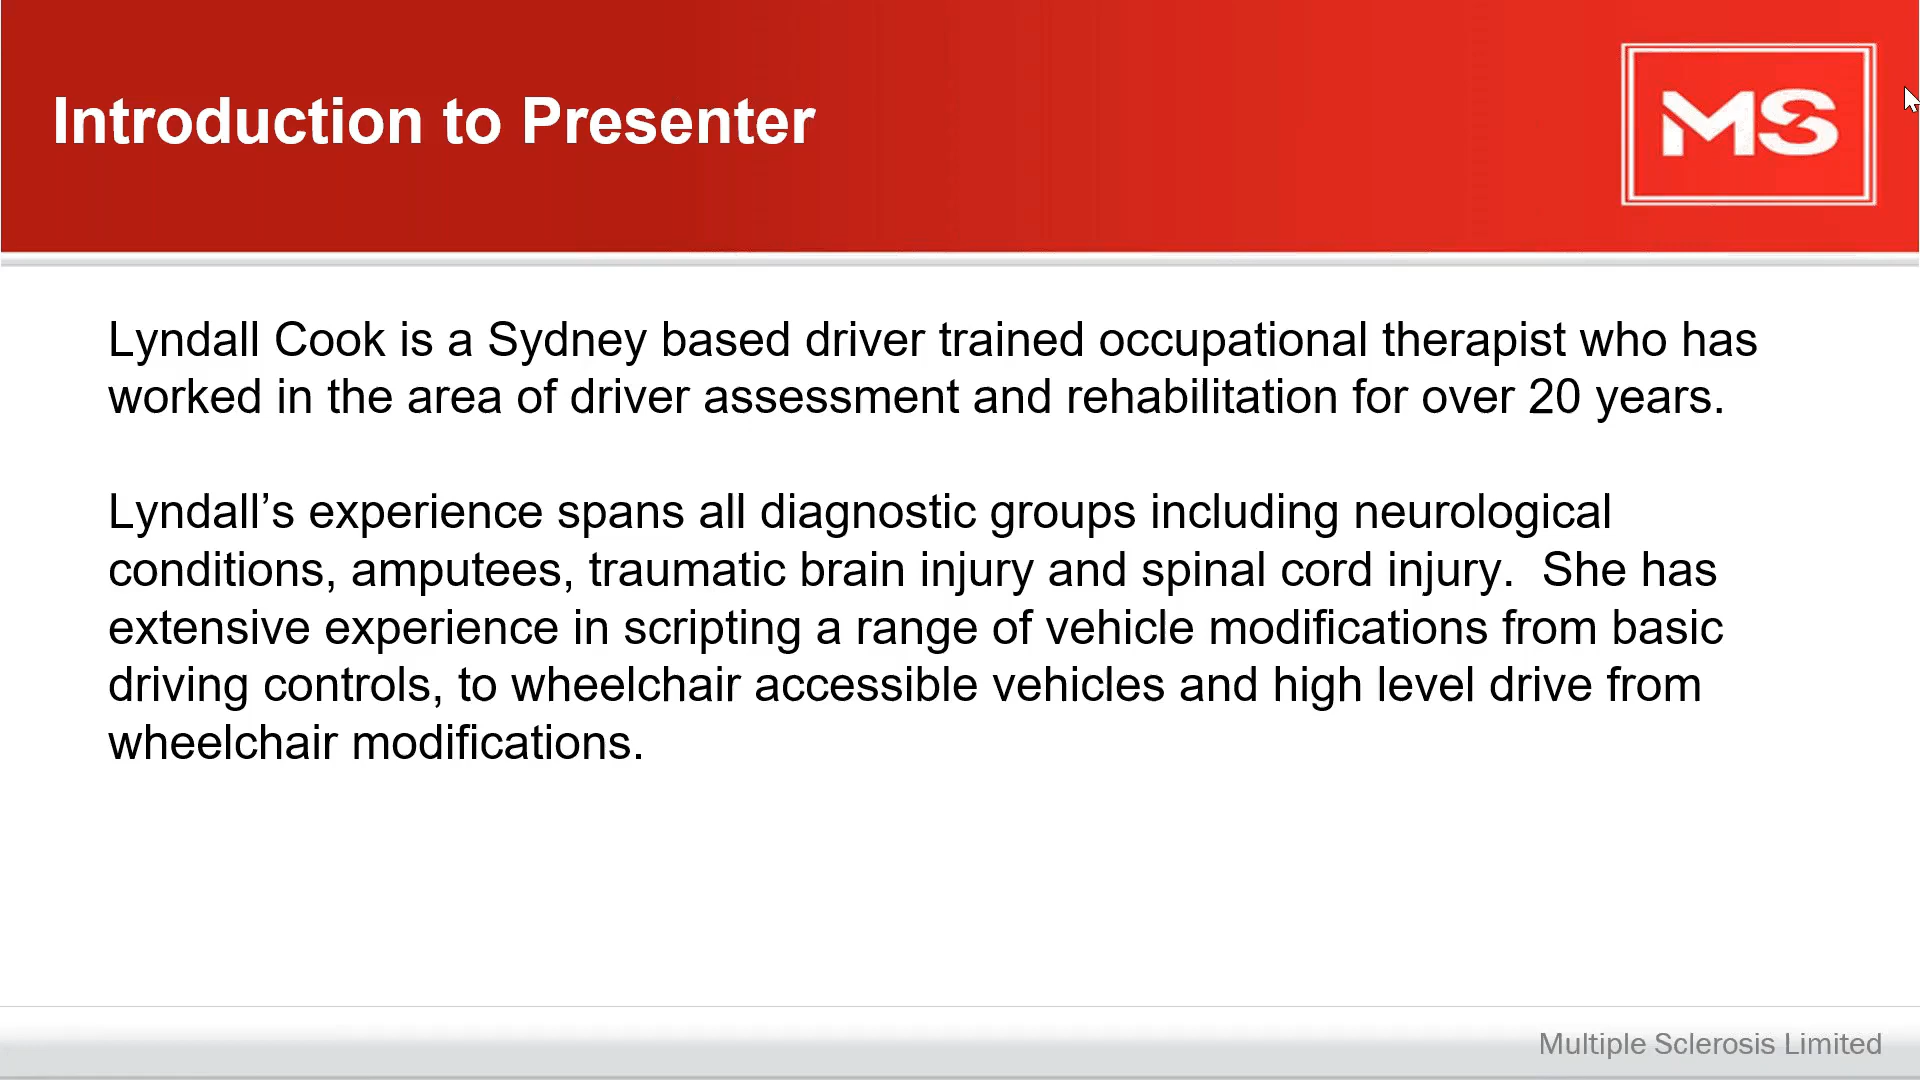 Introduction to Presenter
MS
Lyndall Cook is a Sydney based driver trained occupational therapist who has
worked in the area of driver assessment and rehabilitation for over 20 years.
Lyndall’s experience spans all diagnostic groups including neurological
conditions, amputees, traumatic brain injury and spinal cord injury.  She has
extensive experience in scripting a range of vehicle modifications from basic
driving controls, to wheelchair accessible vehicles and high level drive from
wheelchair modifications.
Multiple Sclerosis Limited